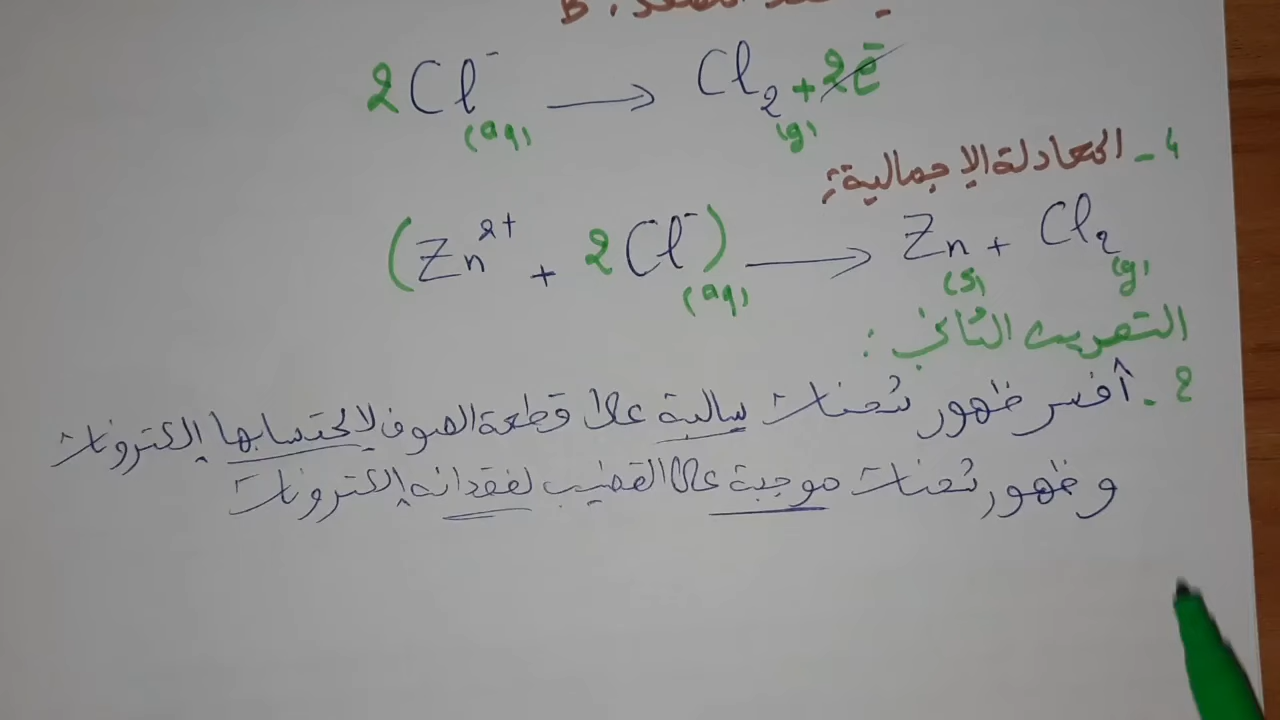 2Cl⁻(aq) → Cl₂(g) + 2e⁻
4 - المعادلة الإجمالية:
(Zn²⁺ + 2Cl⁻)(aq) → Zn(s) + Cl₂(g)
التمرين الثاني:
2 - أفسر ظهور شحنات سالبة على قطعة الصوف لاكتسابها إلكترونات
وظهور شحنات موجبة على القضيب لفقدانه إلكترونات